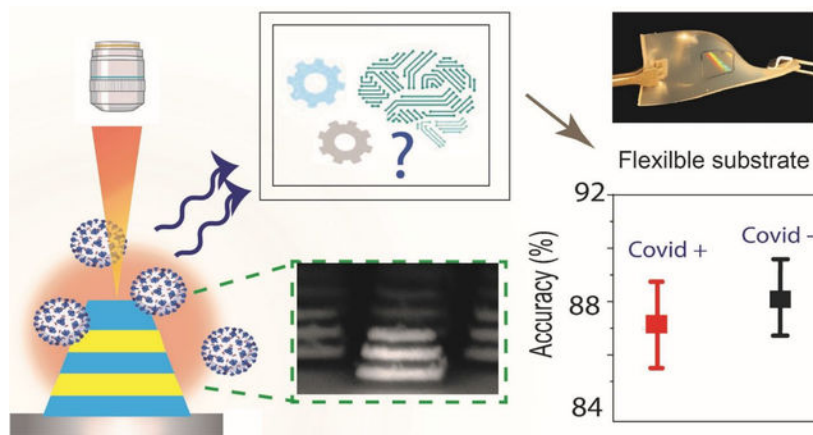 ?
Flexilble substrate
92
Covid +
Covid -
Accuracy (%)
88
84